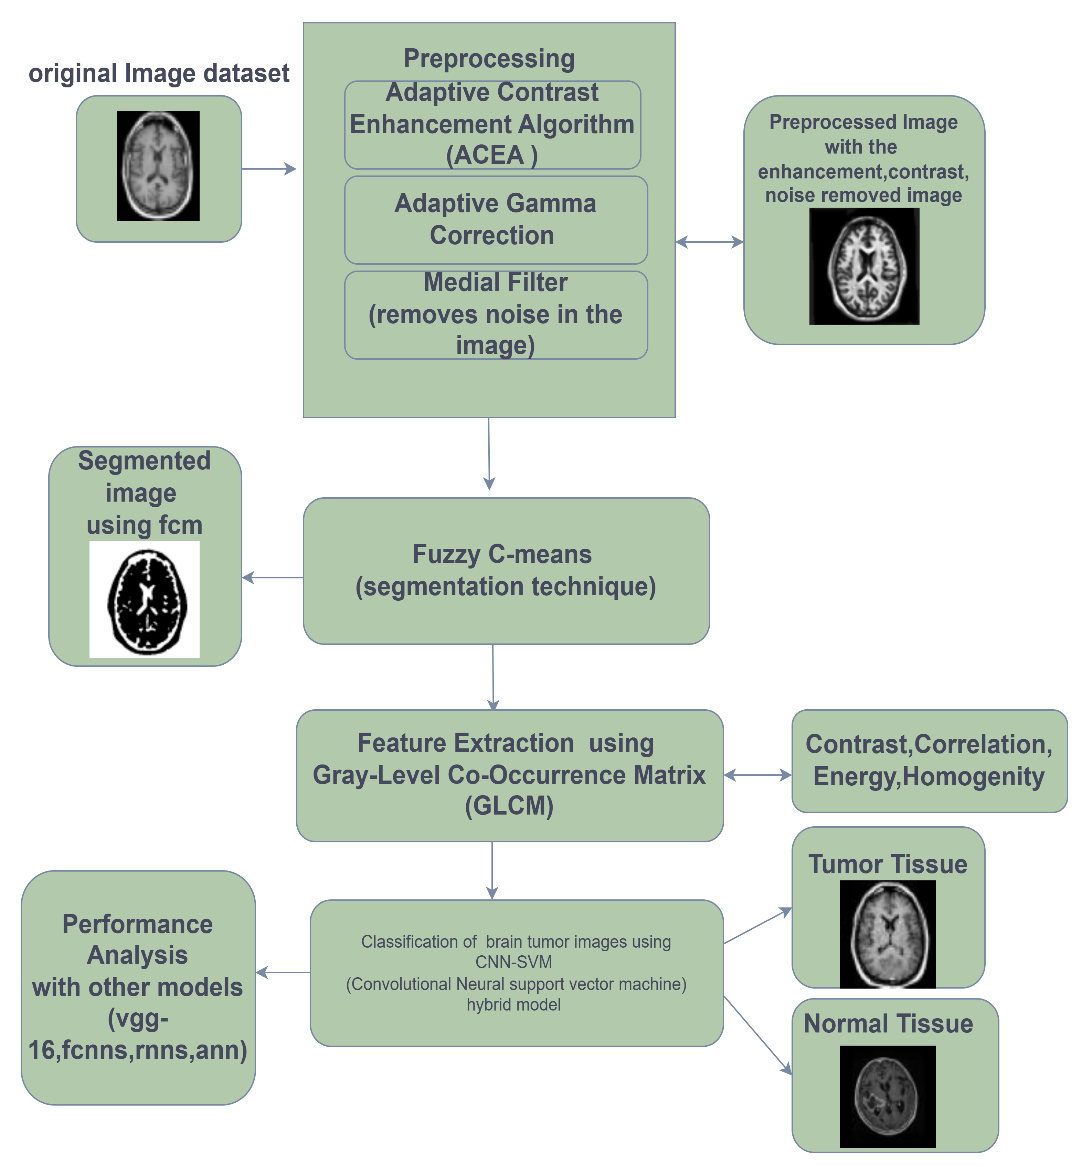 original Image dataset
Preprocessing
Adaptive Contrast
Enhancement Algorithm
(ACEA )
Adaptive Gamma
Correction
Medial Filter
(removes noise in the
image)
Preprocessed Image
with the
enhancement,contrast,
noise removed image
Segmented
image
using fcm
Fuzzy C-means
(segmentation technique)
Feature Extraction using
Gray-Level Co-Occurrence Matrix
(GLCM)
Contrast,Correlation,
Energy,Homogenity
Performance
Analysis
with other models
(vgg-
16,fcnns,rnns,ann)
Classification of brain tumor images using
CNN-SVM
(Convolutional Neural support vector machine)
hybrid model
Tumor Tissue
Normal Tissue